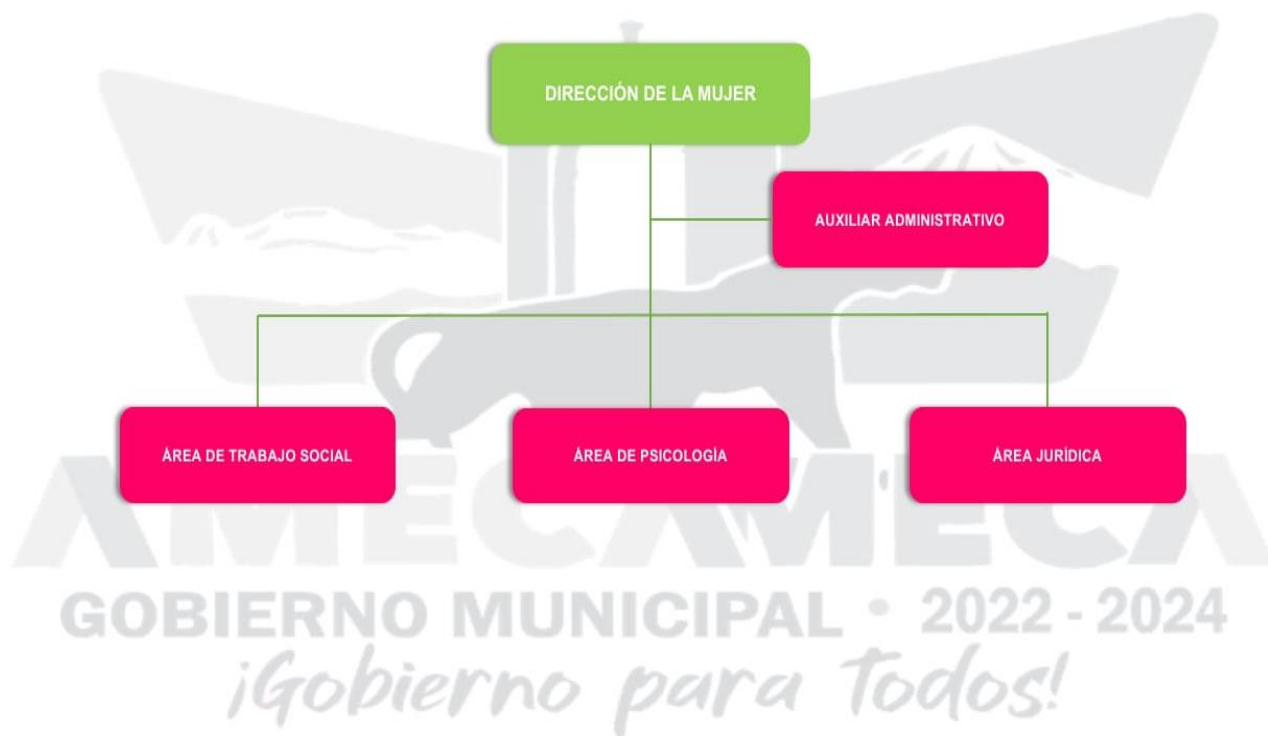 DIRECCIÓN DE LA MUJER
AUXILIAR ADMINISTRATIVO
ÁREA DE TRABAJO SOCIAL
ÁREA DE PSICOLOGÍA
ÁREA JURÍDICA
AMECAMECA
GOBIERNO MUNICIPAL • 2022 - 2024
¡Gobierno para Todos!